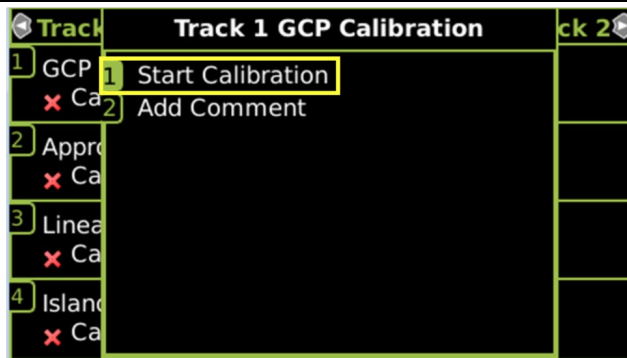 Track
Track 1 GCP Calibration
ck 2
1 GCP
Ca
1 Start Calibration
2 Add Comment
2 Appro
Ca
3 Linea
Ca
4 Islan
Ca